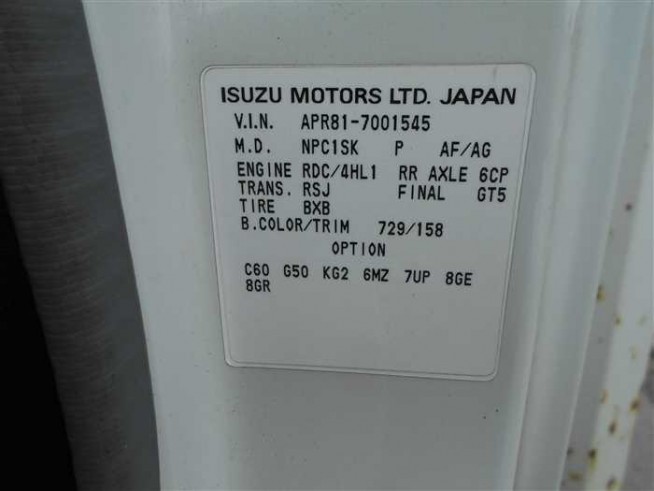 ISUZU MOTORS LTD. JAPAN
V.I.N. APR81-7001545
M.D. NPC1SK P AF/AG
ENGINE RDC/4HL1 RR AXLE 6CP
TRANS. RSJ FINAL GT5
TIRE BXB
B.COLOR/TRIM 729/158
OPTION
C60 G50 KG2 6MZ 7UP 8GE
8GR